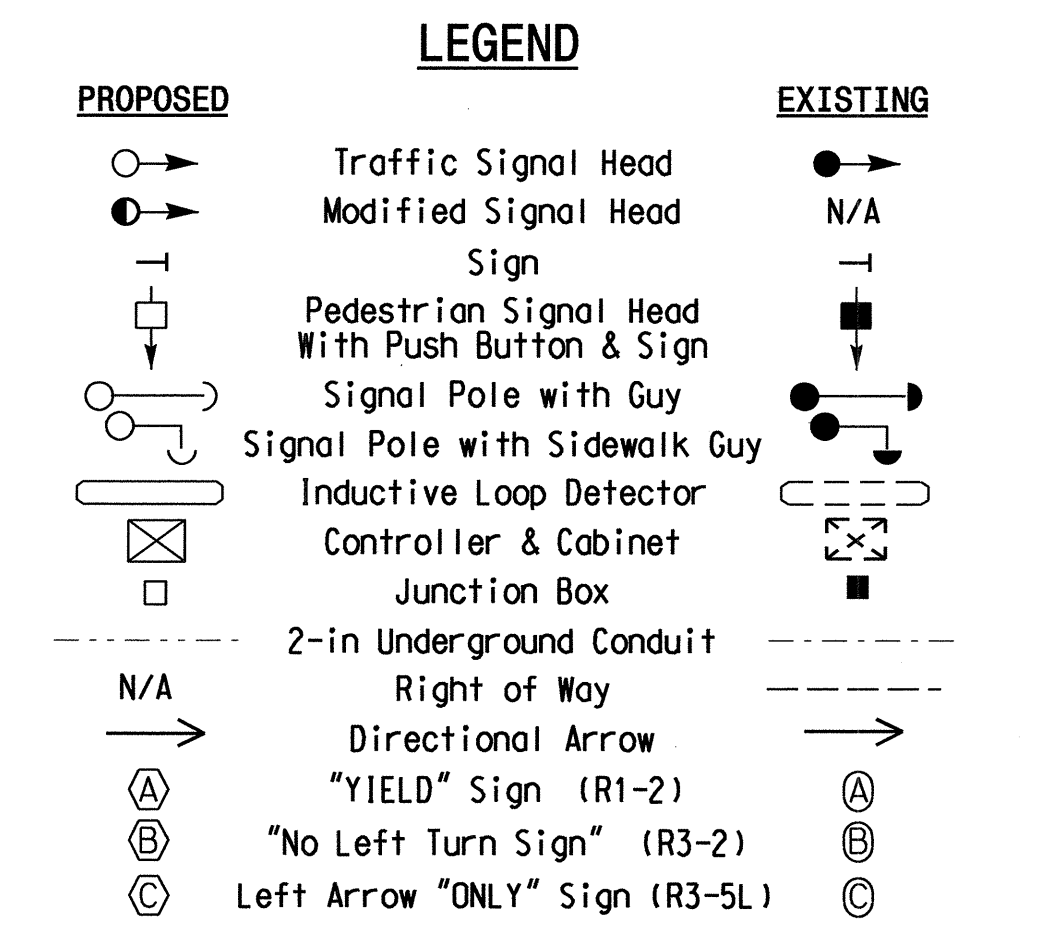 LEGEND
PROPOSED EXISTING
Traffic Signal Head
Modified Signal Head N/A
Sign
Pedestrian Signal Head
With Push Button & Sign
Signal Pole with Guy
Signal Pole with Sidewalk Guy
Inductive Loop Detector
Controller & Cabinet
Junction Box
2-in Underground Conduit
N/A Right of Way
Directional Arrow
A "YIELD" Sign (R1-2) A
B "No Left Turn Sign" (R3-2) B
C Left Arrow "ONLY" Sign (R3-5L) C